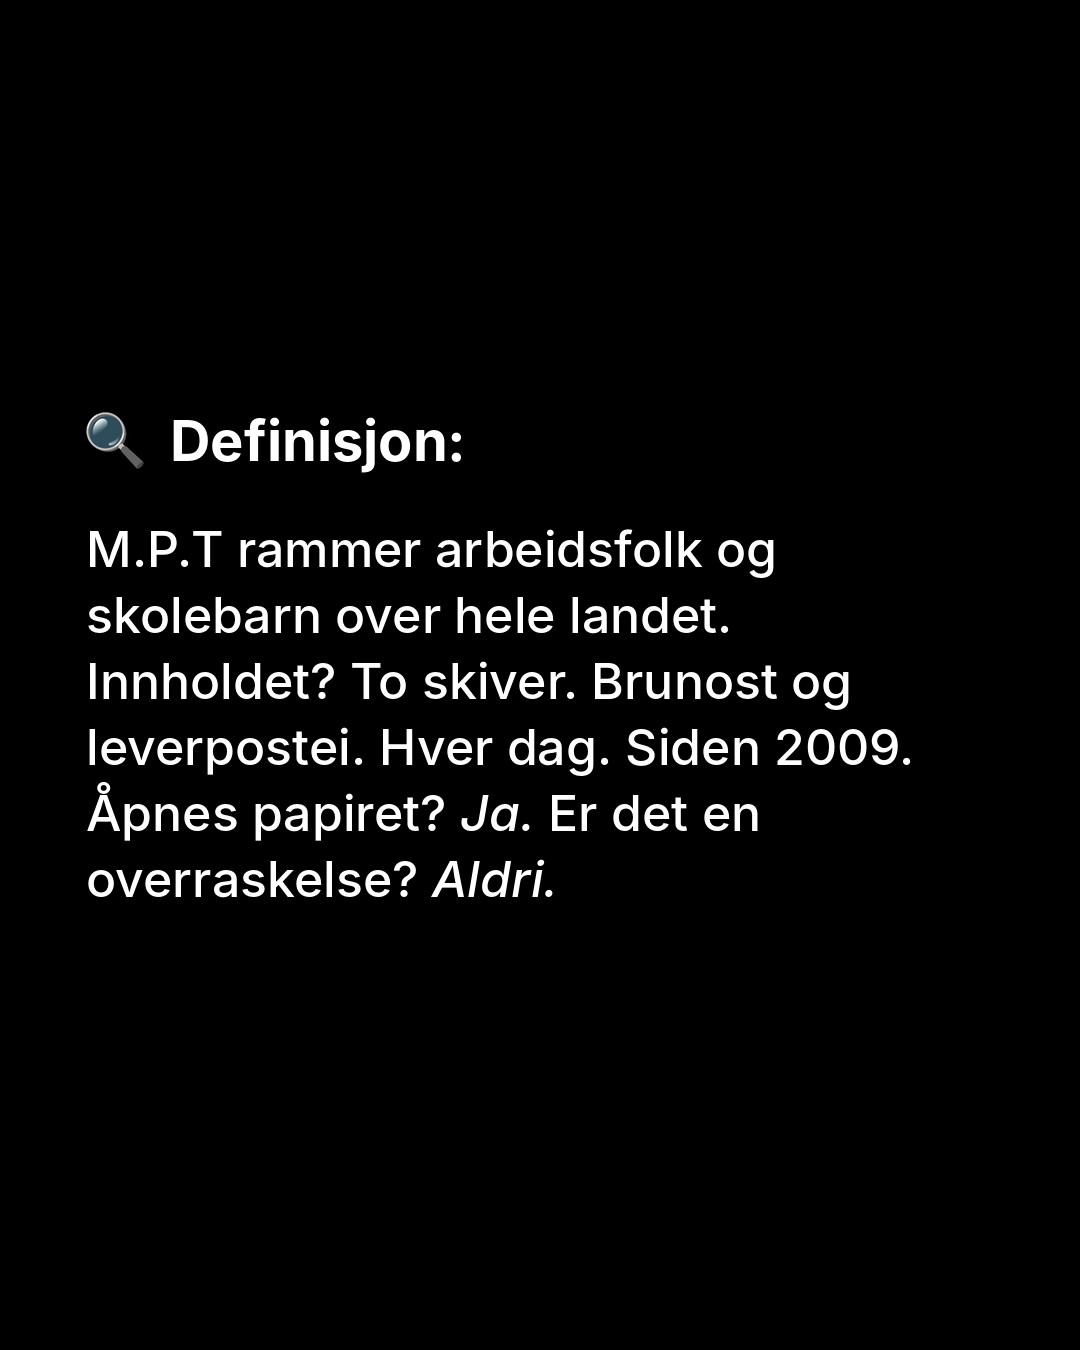 🔍 Definisjon:
M.P.T rammer arbeidsfolk og
skolebarn over hele landet.
Innholdet? To skiver. Brunost og
leverpostei. Hver dag. Siden 2009.
Åpnes papiret? Ja. Er det en
overraskelse? Aldri.